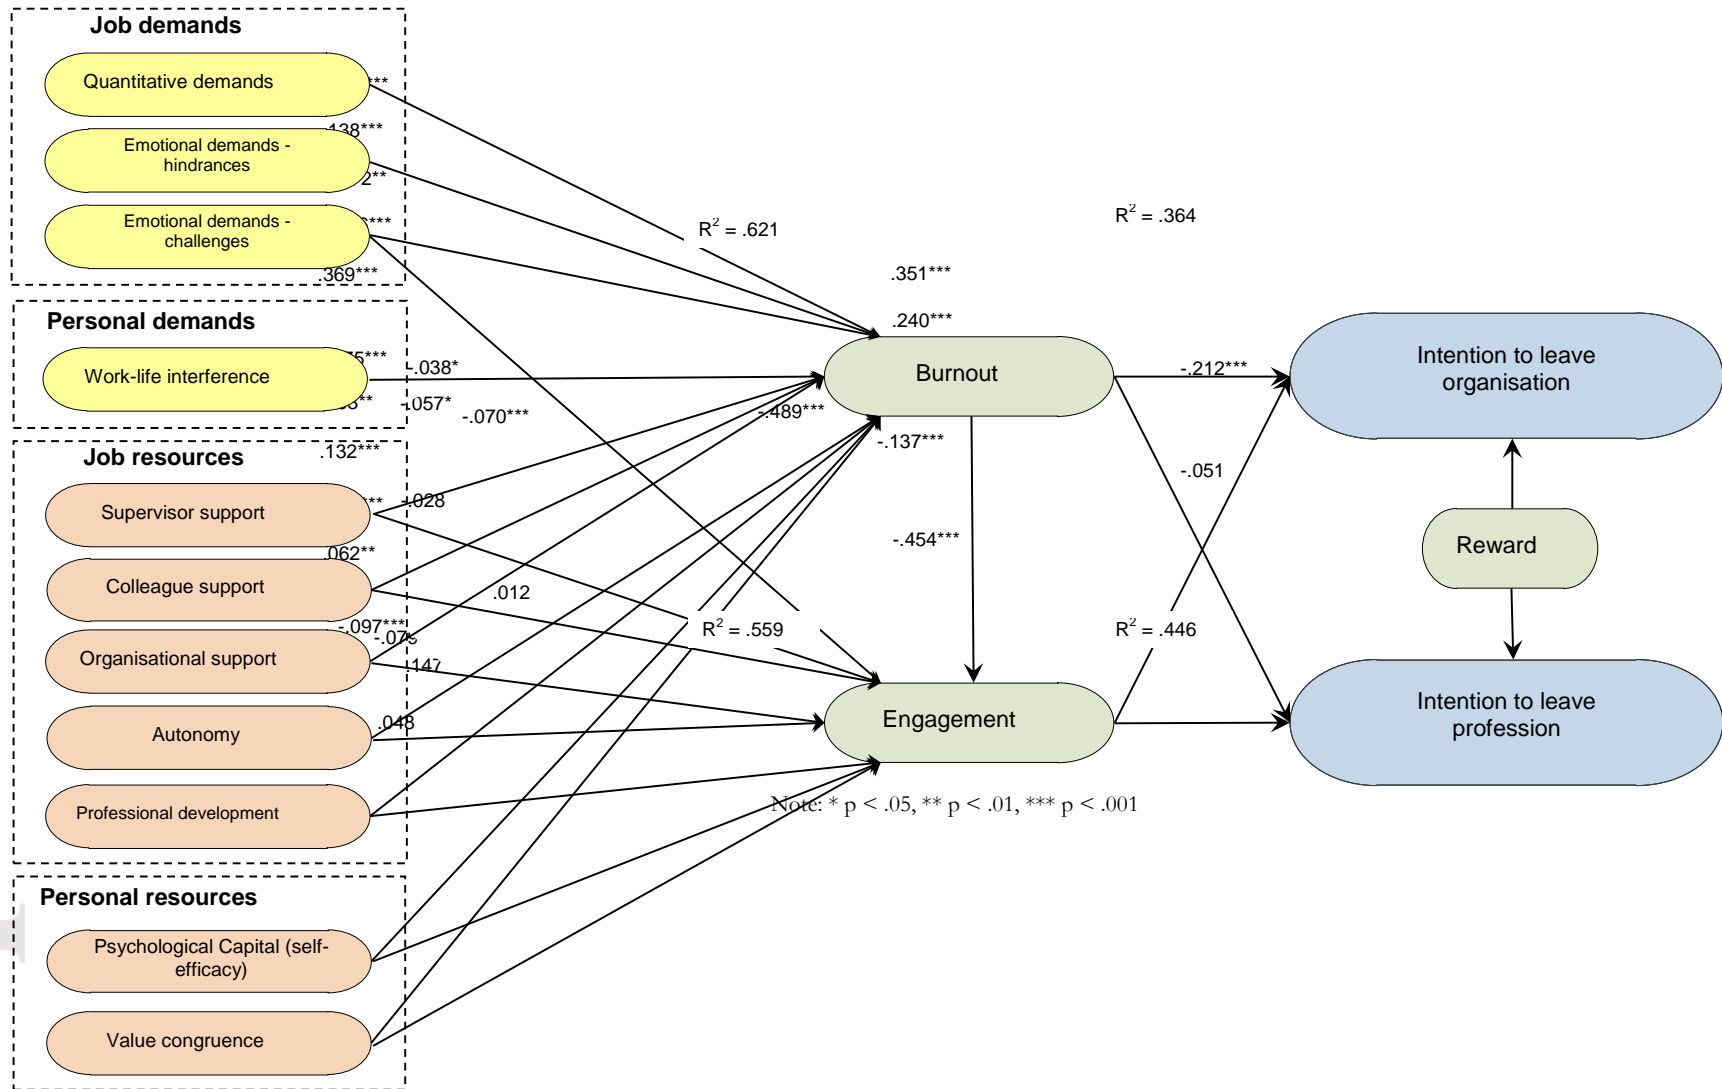 Job demands
Quantitative demands
***
.138***
Emotional demands -
hindrances
2**
Emotional demands -
challenges
***
.369***
R² = .621
R² = .364
.351***
.240***
Personal demands
Work-life interference
5***
-.038*
**
-.057*
-.070***
Burnout
-.489***
-.137***
-.212***
-.051
Intention to leave
organisation
Job resources
.132***
Supervisor support
***
-.028
.062**
Colleague support
.012
-.454***
Reward
-.097***
Organisational support
.147
R² = .559
R² = .446
Autonomy
.048
Engagement
Intention to leave
profession
Professional development
Note: * p < .05, ** p < .01, *** p < .001
Personal resources
Psychological Capital (self-
efficacy)
Value congruence